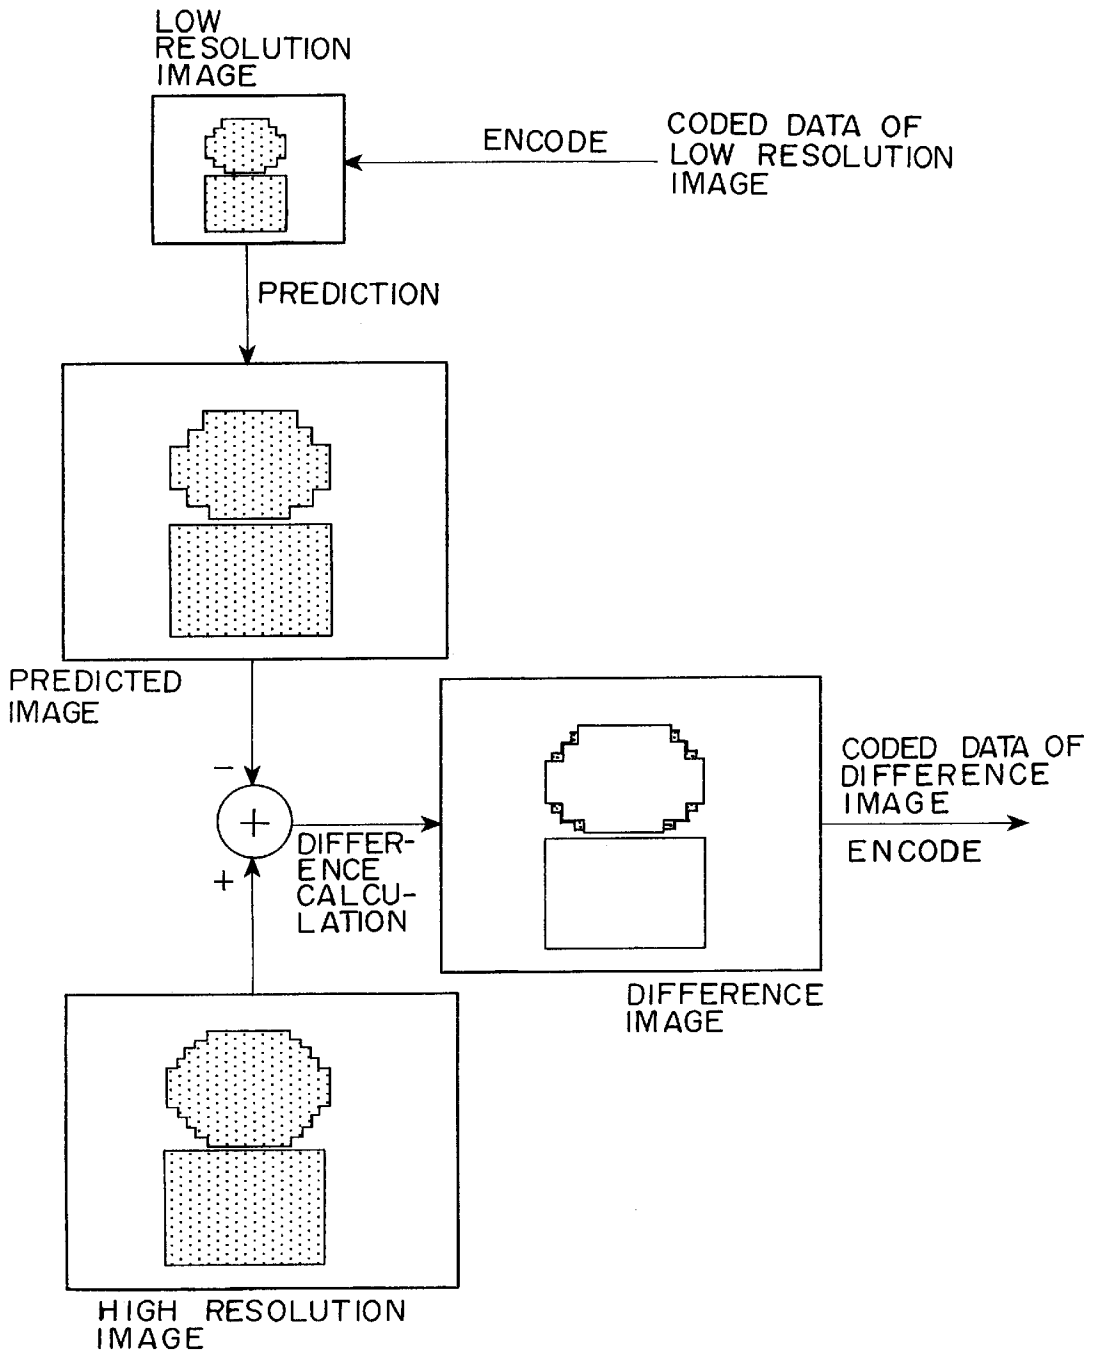 LOW
RESOLUTION
IMAGE
ENCODE
CODED DATA OF
LOW RESOLUTION
IMAGE
PREDICTION
PREDICTED
IMAGE
−
+
+
DIFFER-
ENCE
CALCU-
LATION
CODED DATA OF
DIFFERENCE
IMAGE
ENCODE
DIFFERENCE
IMAGE
HIGH RESOLUTION
IMAGE